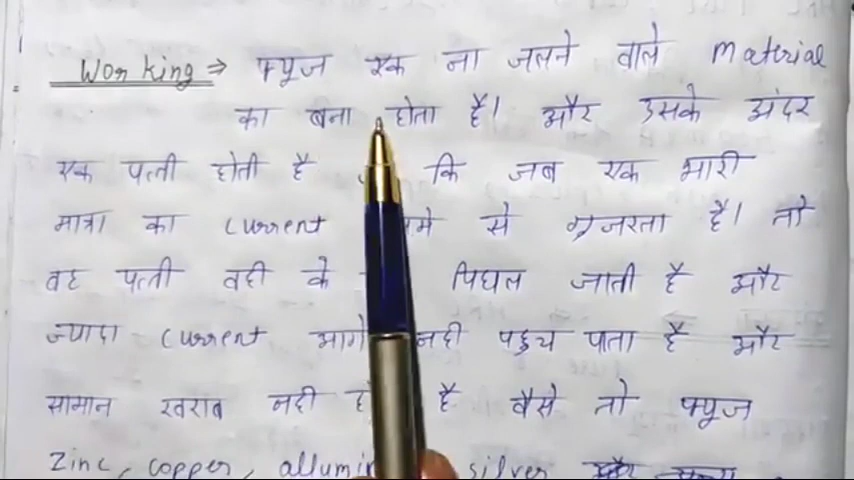 Working ⇒ फ्यूज एक ना जलने वाले Material
का बना होता है। और उसके अंदर
एक पत्ती होती है कि जब एक भारी
मात्रा का current से गुजरता है। तो
वह पत्ती वही के पिघल जाती है और
ज्यादा current आगे नही पहुच पाता है और
सामान खराब नही है वैसे तो फ्यूज
Zinc, copper, silver